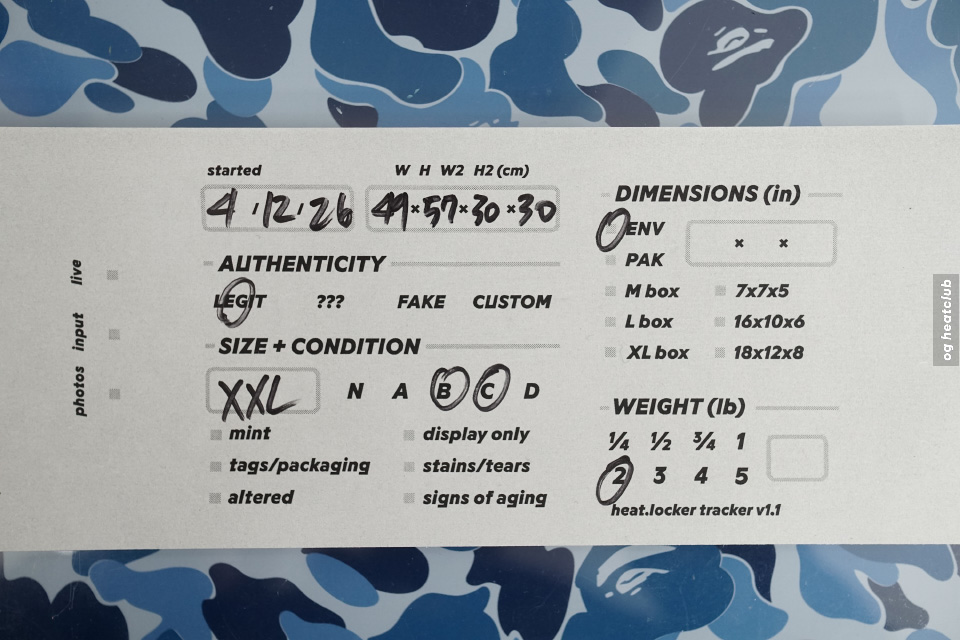 started
W H W2 H2 (cm)
4/12/26
49×57×30×30
AUTHENTICITY
LEGIT ??? FAKE CUSTOM
SIZE + CONDITION
XXL N A B C D
mint
display only
tags/packaging
stains/tears
altered
signs of aging
DIMENSIONS (in)
ENV
× ×
PAK
M box 7x7x5
L box 16x10x6
XL box 18x12x8
WEIGHT (lb)
¼ ½ ¾ 1
2 3 4 5
heat.locker tracker v1.1
live
input
photos
og heatclub